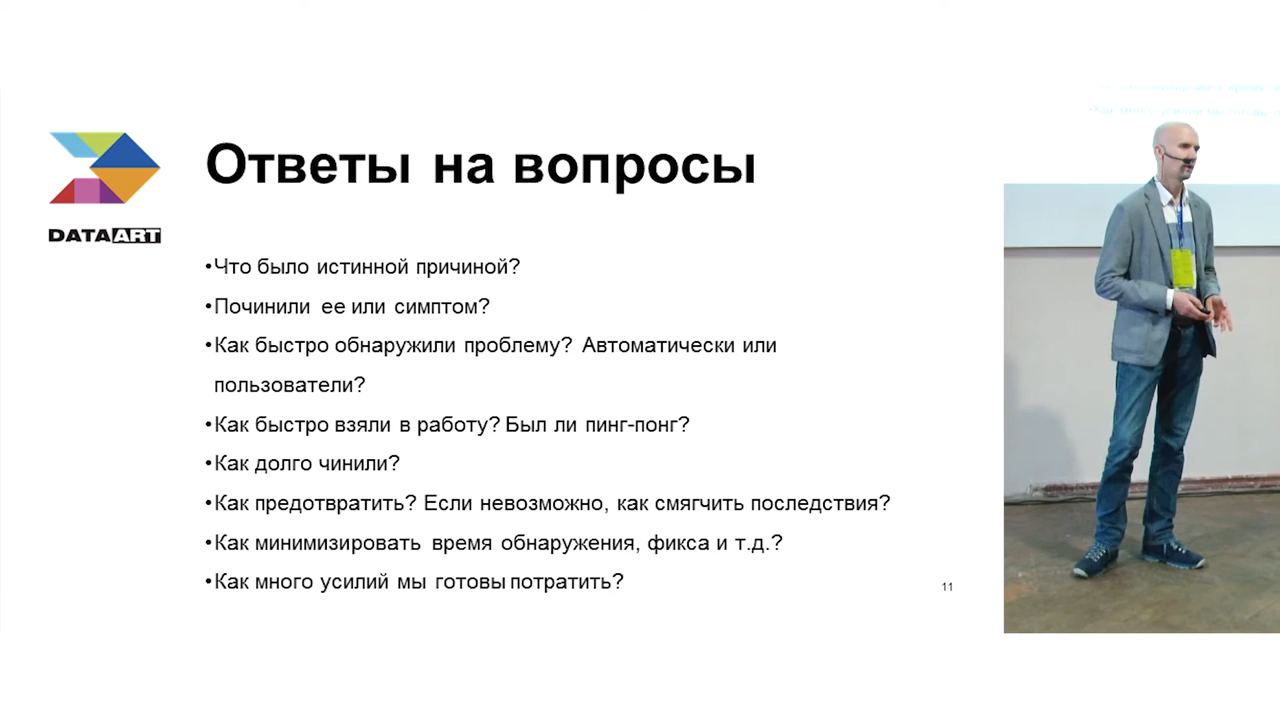 Ответы на вопросы
DATAART
•Что было истинной причиной?
•Починили ее или симптом?
•Как быстро обнаружили проблему? Автоматически или
пользователи?
•Как быстро взяли в работу? Был ли пинг-понг?
•Как долго чинили?
•Как предотвратить? Если невозможно, как смягчить последствия?
•Как минимизировать время обнаружения, фикса и т.д.?
•Как много усилий мы готовы потратить?
11